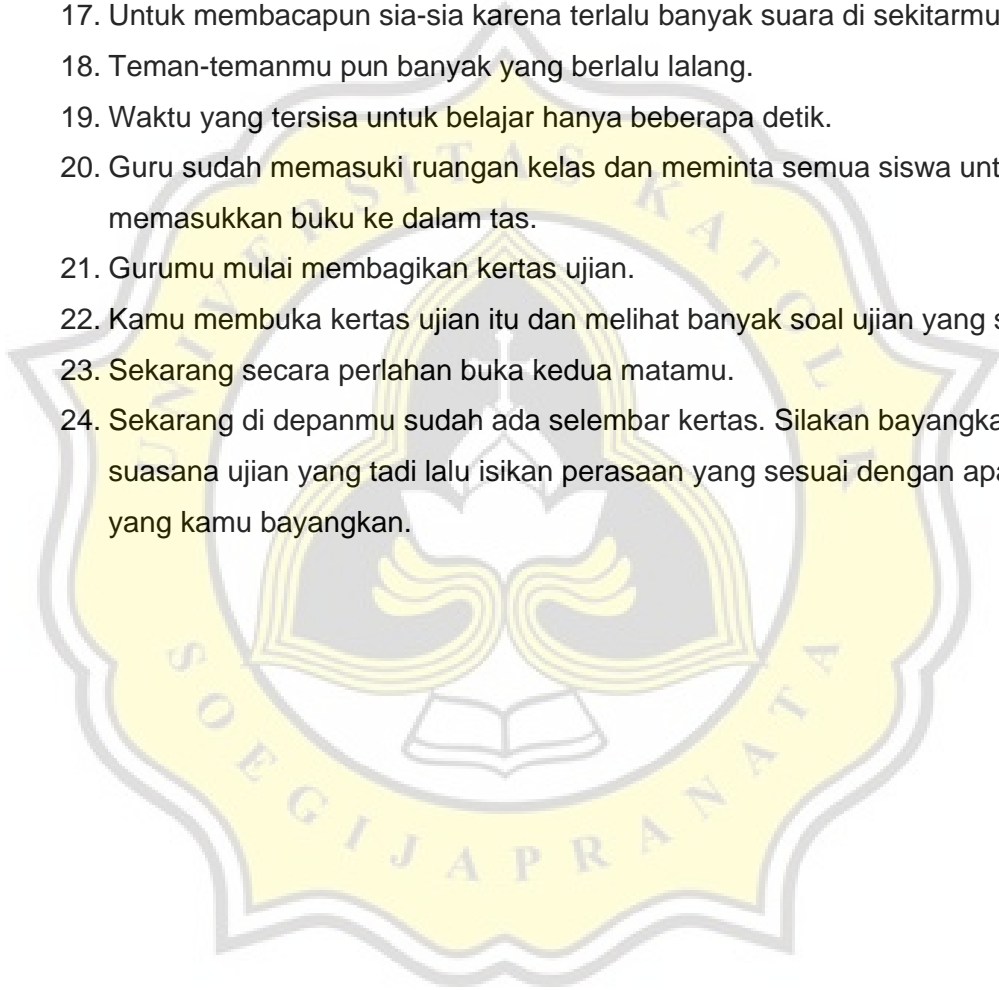 17. Untuk membacapun sia-sia karena terlalu banyak suara di sekitarmu
18. Teman-temanmu pun banyak yang berlalu lalang.
19. Waktu yang tersisa untuk belajar hanya beberapa detik.
20. Guru sudah memasuki ruangan kelas dan meminta semua siswa unt
memasukkan buku ke dalam tas.
21. Gurumu mulai membagikan kertas ujian.
22. Kamu membuka kertas ujian itu dan melihat banyak soal ujian yang s
23. Sekarang secara perlahan buka kedua matamu.
24. Sekarang di depanmu sudah ada selembar kertas. Silakan bayangka
suasana ujian yang tadi lalu isikan perasaan yang sesuai dengan apa
yang kamu bayangkan.
UNIVERSITAS KATOLIK
SOEGIJAPRANATA